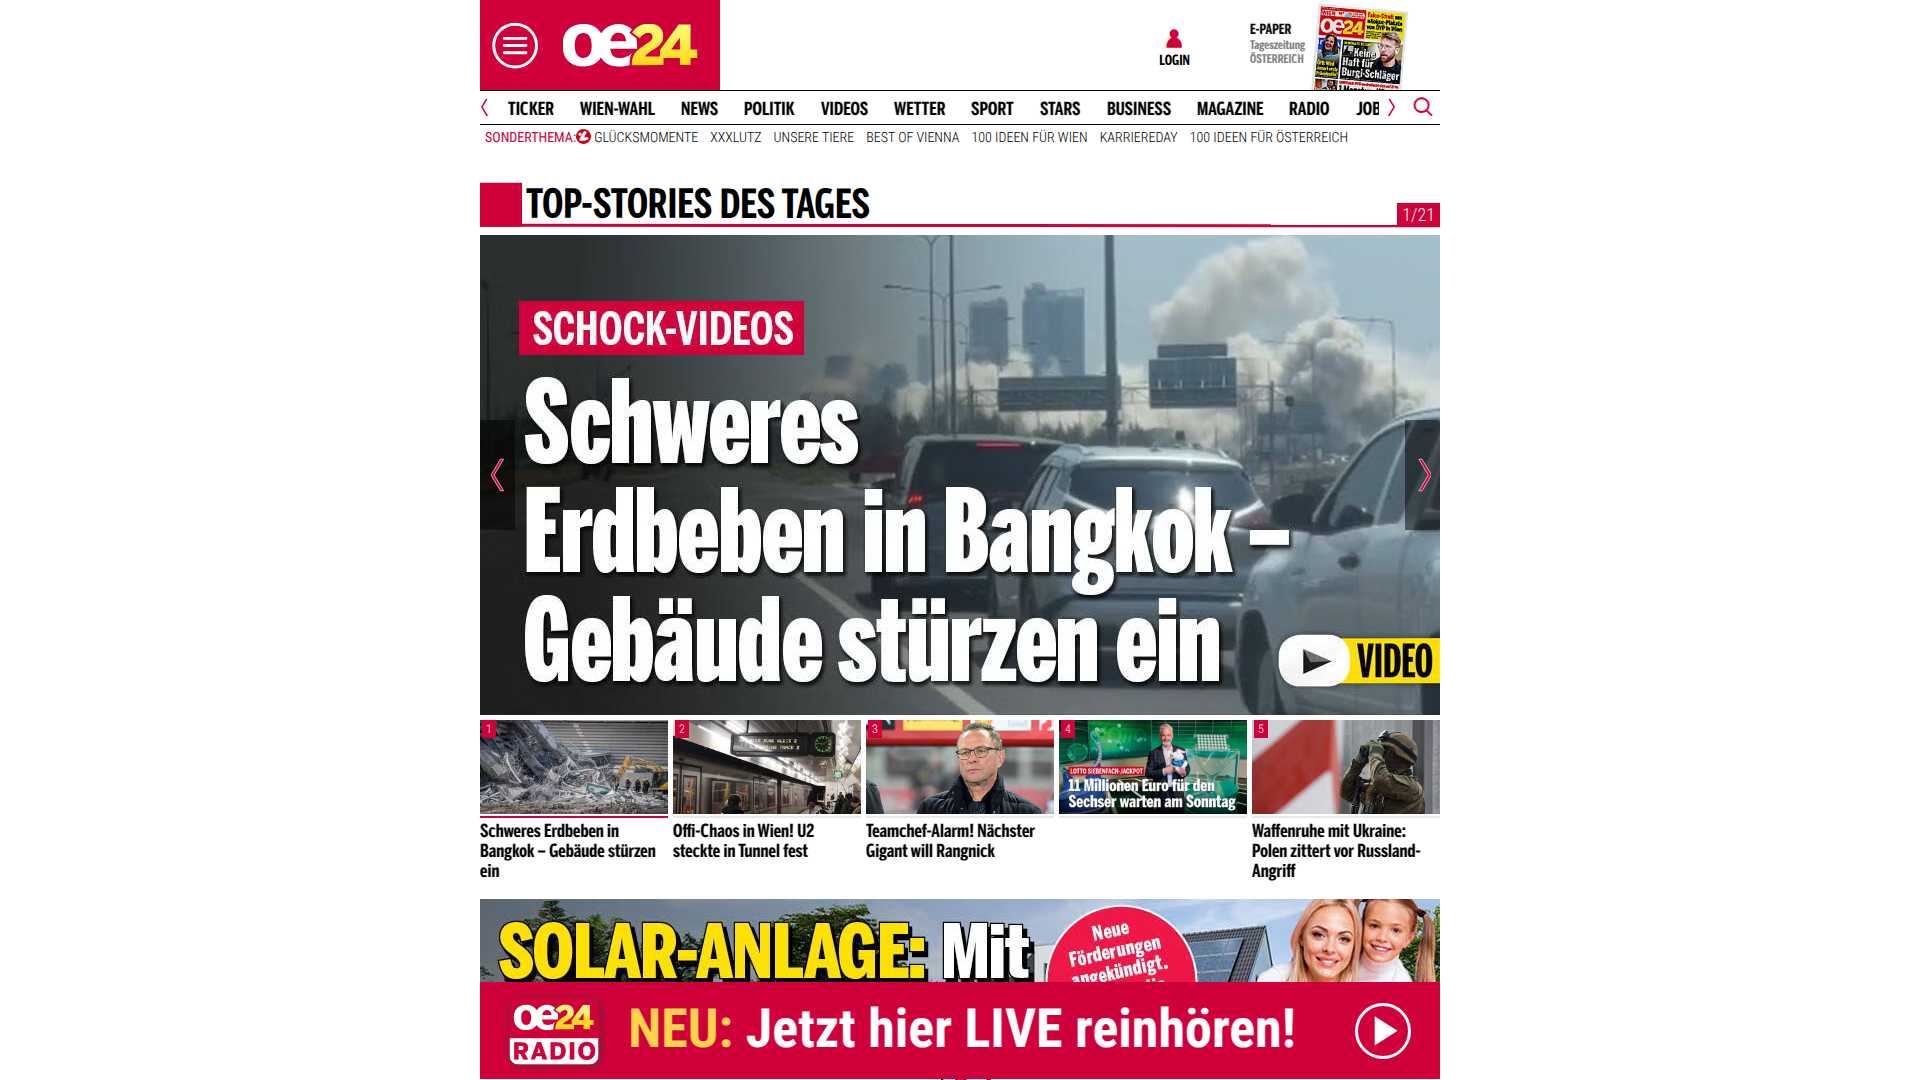 oe24
LOGIN
E-PAPER
Tageszeitung
ÖSTERREICH
oe24
Keine
Haft für
Burgi-Schläger
TICKER WIEN-WAHL NEWS POLITIK VIDEOS WETTER SPORT STARS BUSINESS MAGAZINE RADIO JOB
SONDERTHEMA: GLÜCKSMOMENTE XXXLUTZ UNSERE TIERE BEST OF VIENNA 100 IDEEN FÜR WIEN KARRIEREDAY 100 IDEEN FÜR ÖSTERREICH
TOP-STORIES DES TAGES
1/21
SCHOCK-VIDEOS
Schweres
Erdbeben in Bangkok –
Gebäude stürzen ein
VIDEO
1
Schweres Erdbeben in
Bangkok – Gebäude stürzen
ein
2
Offi-Chaos in Wien! U2
steckte in Tunnel fest
3
Teamchef-Alarm! Nächster
Gigant will Rangnick
4
LOTTO SIEBENFACH-JACKPOT
11 Millionen Euro für den
Sechser warten am Sonntag
5
Waffenruhe mit Ukraine:
Polen zittert vor Russland-
Angriff
SOLAR-ANLAGE: Mit
Neue
Förderungen
angekündigt.
oe24
RADIO
NEU: Jetzt hier LIVE reinhören!